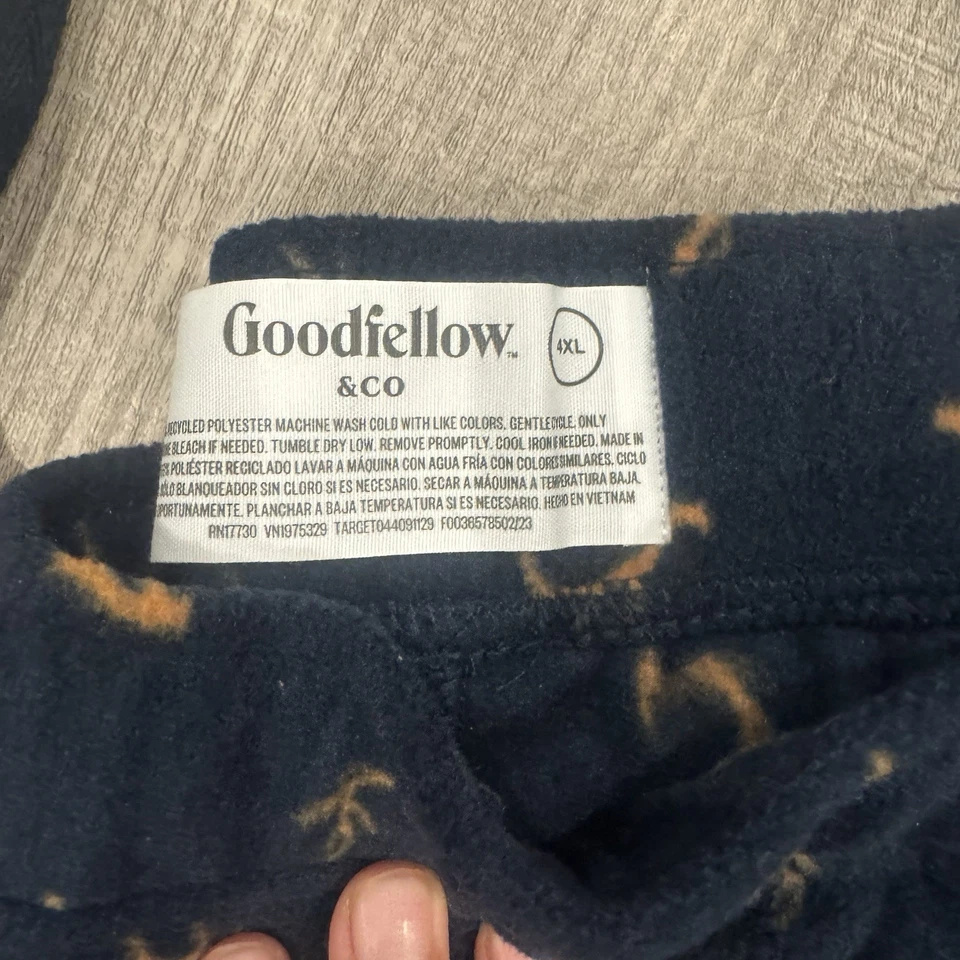 Goodfellow™
&CO
4XL
RECYCLED POLYESTER MACHINE WASH COLD WITH LIKE COLORS. GENTLE CYCLE. ONLY
BLEACH IF NEEDED. TUMBLE DRY LOW. REMOVE PROMPTLY. COOL IRON IF NEEDED. MADE IN
POLIÉSTER RECICLADO LAVAR A MÁQUINA CON AGUA FRÍA CON COLORES SIMILARES. CICLO
BLANQUEADOR SIN CLORO SI ES NECESARIO. SECAR A MÁQUINA A TEMPERATURA BAJA.
PLANCHAR A BAJA TEMPERATURA SI ES NECESARIO. HECHO EN VIETNAM
RN17730 VN1975329 TARGET044091129 F0036578502/23